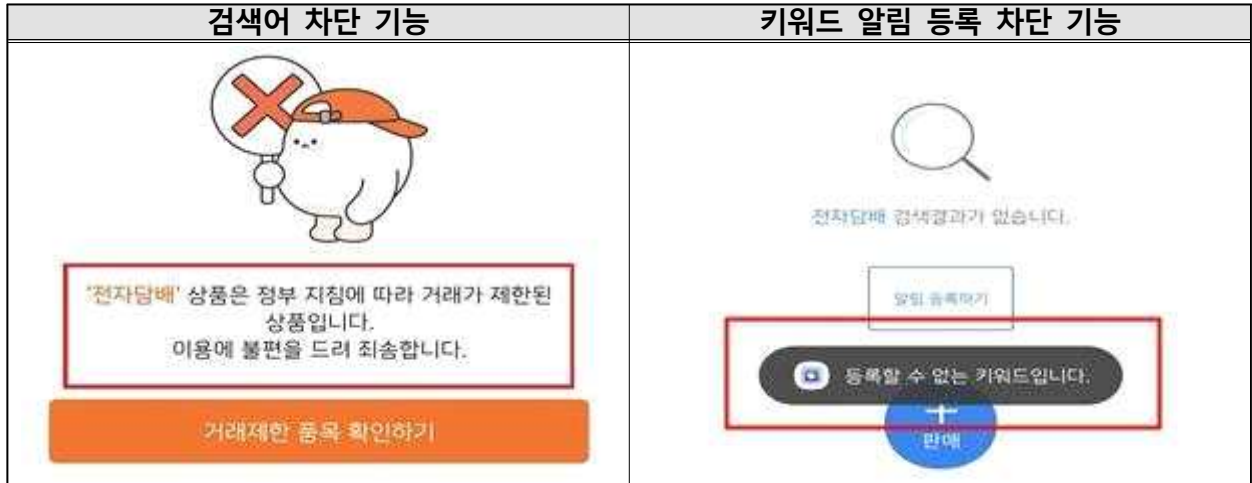 검색어 차단 기능
키워드 알림 등록 차단 기능
'전자담배' 상품은 정부 지침에 따라 거래가 제한된
상품입니다.
이용에 불편을 드려 죄송합니다.
거래제한 품목 확인하기
전자담배 검색결과가 없습니다.
알림 등록하기
등록할 수 없는 키워드입니다.
판매